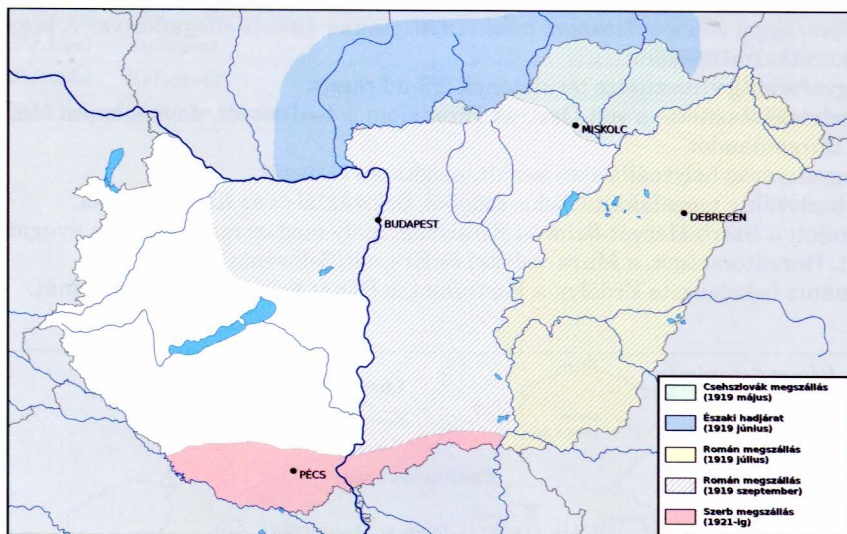 MISKOLC
BUDAPEST
DEBRECEN
PÉCS
Csehszlovák megszállás
(1919 május)
Északi hadjárat
(1919 június)
Román megszállás
(1919 július)
Román megszállás
(1919 szeptember)
Szerb megszállás
(1921-ig)